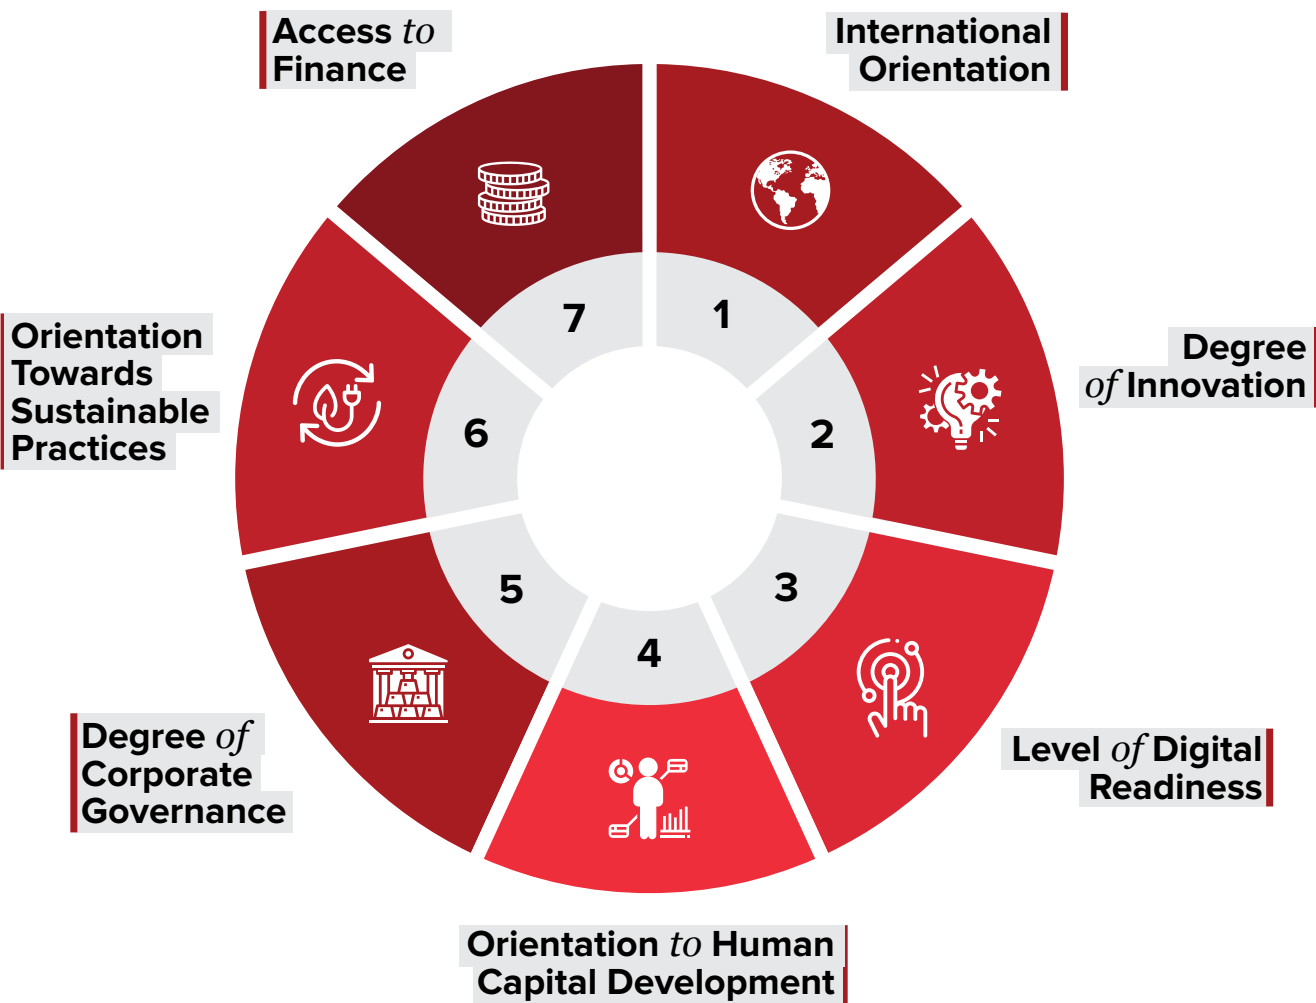 Access to
Finance
International
Orientation
Orientation
Towards
Sustainable
Practices
Degree
of Innovation
Degree of
Corporate
Governance
Level of Digital
Readiness
Orientation to Human
Capital Development
1
2
3
4
5
6
7